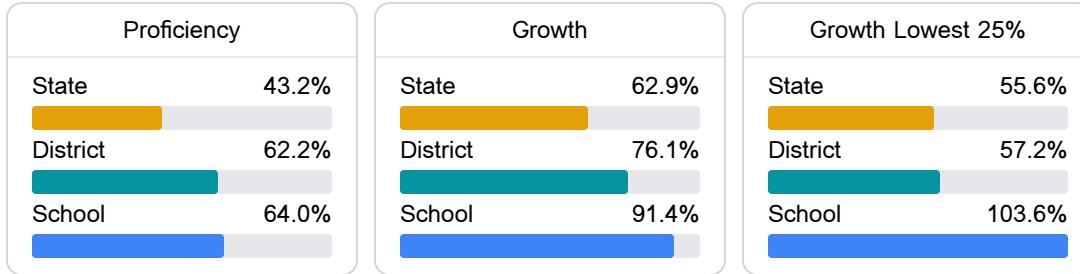 Proficiency
State 43.2%
District 62.2%
School 64.0%
Growth
State 62.9%
District 76.1%
School 91.4%
Growth Lowest 25%
State 55.6%
District 57.2%
School 103.6%